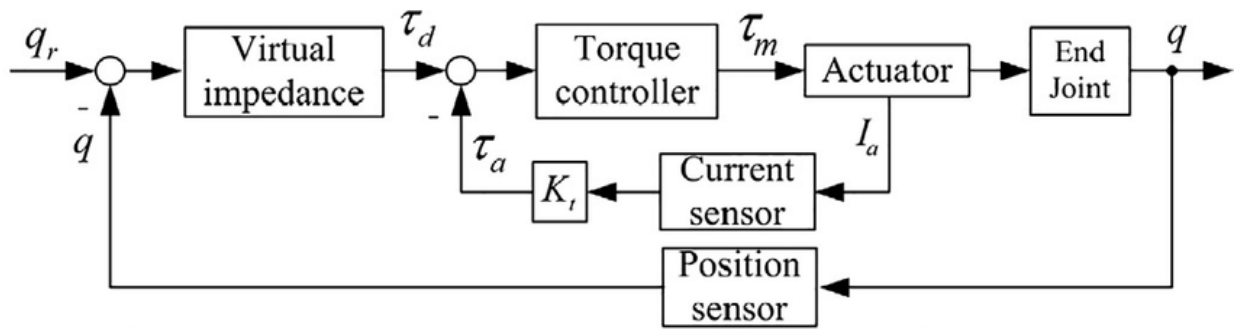 q_r
Virtual
impedance
τ_d
Torque
controller
τ_m
Actuator
End
Joint
q
-
q
-
τ_a
K_t
Current
sensor
I_a
Position
sensor